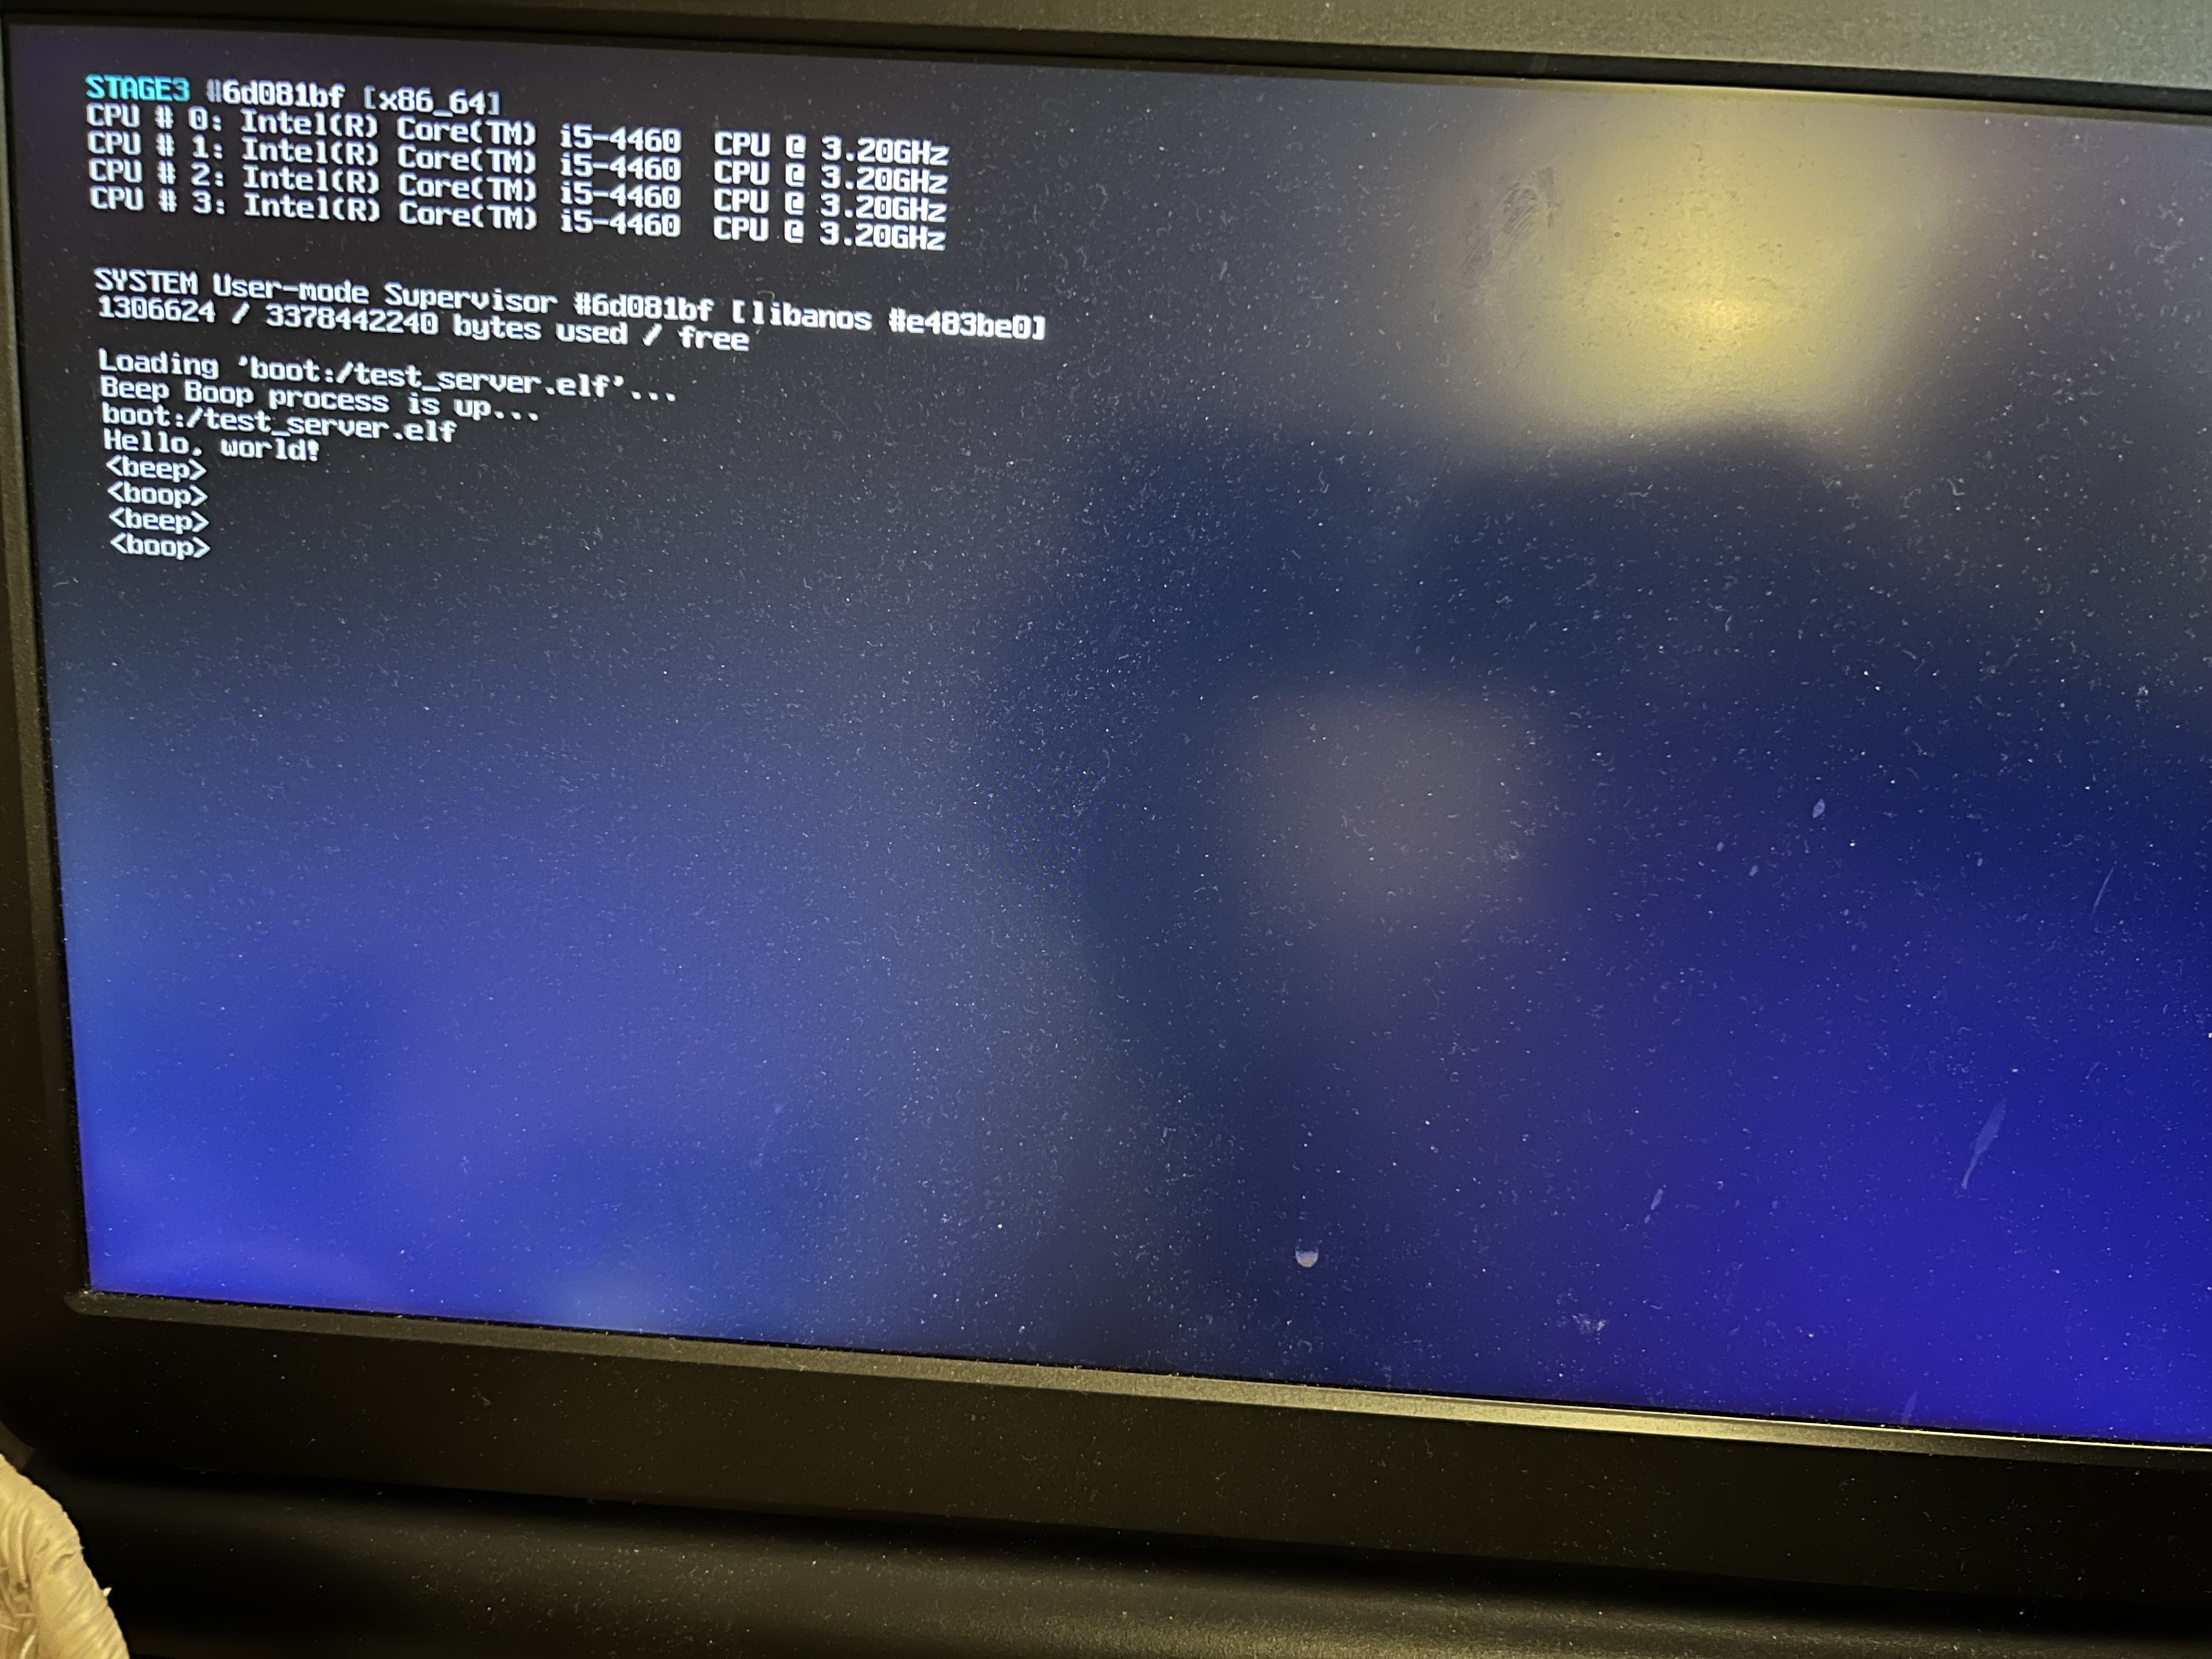 STAGE3 #6d081bf [x86_64]
CPU # 0: Intel(R) Core(TM) i5-4460  CPU @ 3.20GHz
CPU # 1: Intel(R) Core(TM) i5-4460  CPU @ 3.20GHz
CPU # 2: Intel(R) Core(TM) i5-4460  CPU @ 3.20GHz
CPU # 3: Intel(R) Core(TM) i5-4460  CPU @ 3.20GHz
SYSTEM User-mode Supervisor #6d081bf [libanos #e483be0]
1306624 / 3378442240 bytes used / free
Loading 'boot:/test_server.elf'...
Beep Boop process is up...
boot:/test_server.elf
Hello, world!
<beep>
<boop>
<beep>
<boop>